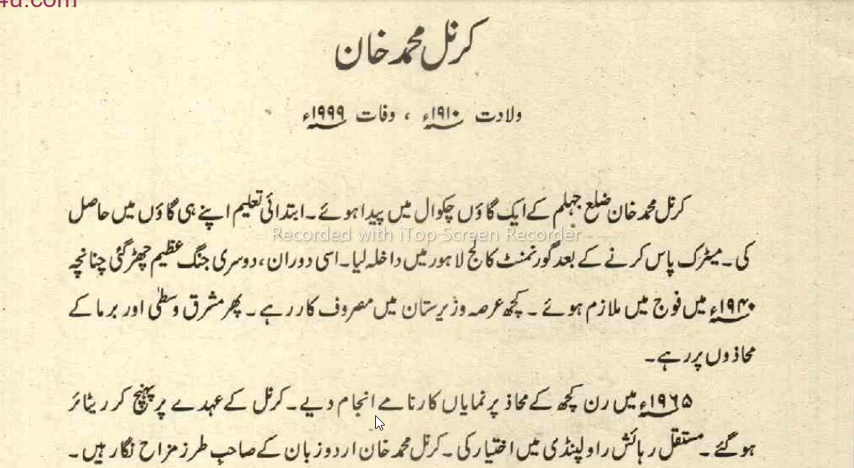 4u.com
کرنل محمد خان
ولادت ۱۹۱۰ء ، وفات ۱۹۹۹ء
کرنل محمد خان ضلع جہلم کے ایک گاؤں چکوال میں پیدا ہوئے۔ ابتدائی تعلیم اپنے ہی گاؤں میں حاصل
Recorded with iTop Screen Recorder
کی۔ میٹرک پاس کرنے کے بعد گورنمنٹ کالج لاہور میں داخلہ لیا۔ اسی دوران، دوسری جنگ عظیم چھڑ گئی چنانچہ
۱۹۴۰ء میں فوج میں ملازم ہوئے ۔ کچھ عرصہ وزیرستان میں مصروف کار رہے ۔ پھر مشرق وسطیٰ اور برما کے
محاذوں پر رہے۔
۱۹۶۵ء میں رن کچھ کے محاذ پر نمایاں کارنامے انجام دیے۔ کرنل کے عہدے پر پہنچ کر ریٹائر
ہو گئے ۔ مستقل رہائش راولپنڈی میں اختیار کی ۔ کرنل محمد خان اردو زبان کے صاحبِ طرز مزاح نگار ہیں ۔